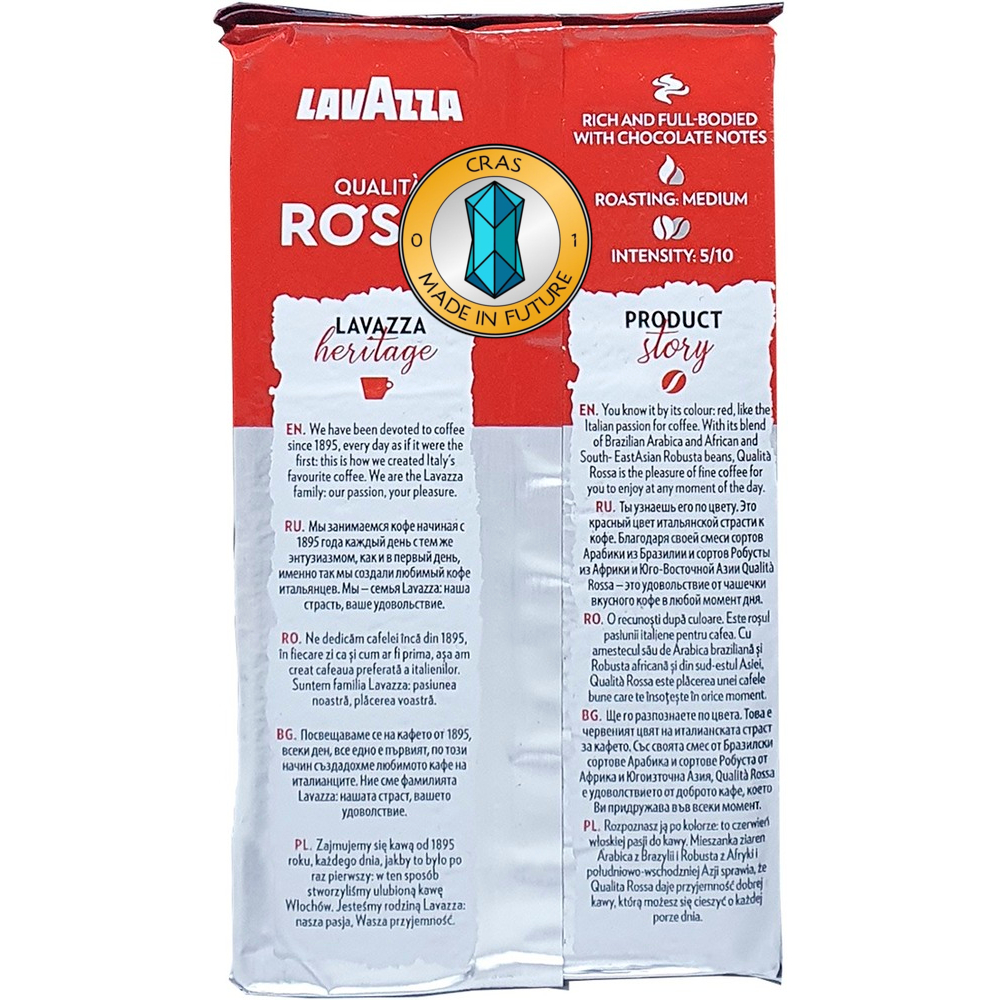 LAVAZZA
QUALITÀ
RICH AND FULL-BODIED
WITH CHOCOLATE NOTES
ROASTING: MEDIUM
INTENSITY: 5/10
CRAS
0 1
MADE IN FUTURE
LAVAZZA
heritage
EN. We have been devoted to coffee
since 1895, every day as if it were the
first: this is how we created Italy's
favourite coffee. We are the Lavazza
family: our passion, your pleasure.
RU. Мы занимаемся кофе начиная с
1895 года каждый день с тем же
энтузиазмом, как и в первый день,
именно так мы создали любимый кофе
итальянцев. Мы – семья Lavazza: наша
страсть, ваше удовольствие.
RO. Ne dedicăm cafelei încă din 1895,
în fiecare zi ca și cum ar fi prima, așa am
creat cafeaua preferată a italienilor.
Suntem familia Lavazza: pasiunea
noastră, plăcerea voastră.
BG. Посвещаваме се на кафето от 1895,
всеки ден, все едно е първият, по този
начин създадохме любимото кафе на
италианците. Ние сме фамилията
Lavazza: нашата страст, вашето
удоволствие.
PL. Zajmujemy się kawą od 1895
roku, każdego dnia, jakby to było po
raz pierwszy: w ten sposób
stworzyliśmy ulubioną kawę
Włochów. Jesteśmy rodziną Lavazza:
nasza pasja, Wasza przyjemność.
PRODUCT
story
EN. You know it by its colour: red, like the
Italian passion for coffee. With its blend
of Brazilian Arabica and African and
South- EastAsian Robusta beans, Qualità
Rossa is the pleasure of fine coffee for
you to enjoy at any moment of the day.
RU. Ты узнаешь его по цвету. Это
красный цвет итальянской страсти к
кофе. Благодаря своей смеси сортов
Арабики из Бразилии и сортов Робусты
из Африки и Юго-Восточной Азии Qualità
Rossa – это удовольствие от чашечки
вкусного кофе в любой момент дня.
RO. O recunoști după culoare. Este roșul
pasiunii italiene pentru cafea. Cu
amestecul său de Arabica braziliană și
Robusta africană și din sud-estul Asiei,
Qualità Rossa este plăcerea unei cafele
bune care te însoțește în orice moment.
BG. Ще го разпознаете по цвета. Това е
червеният цвят на италианската страст
за кафето. Със своята смес от Бразилски
сортове Арабика и сортове Робуста от
Африка и Югоизточна Азия, Qualità Rossa
е удоволствието от доброто кафе, което
Ви придружава във всеки момент.
PL. Rozpoznasz ją po kolorze: to czerwień
włoskiej pasji do kawy. Mieszanka ziaren
Arabica z Brazylii i Robusta z Afryki i
południowo-wschodniej Azji sprawia, że
Qualita Rossa daje przyjemność dobrej
kawy, którą możesz się cieszyć o każdej
porze dnia.